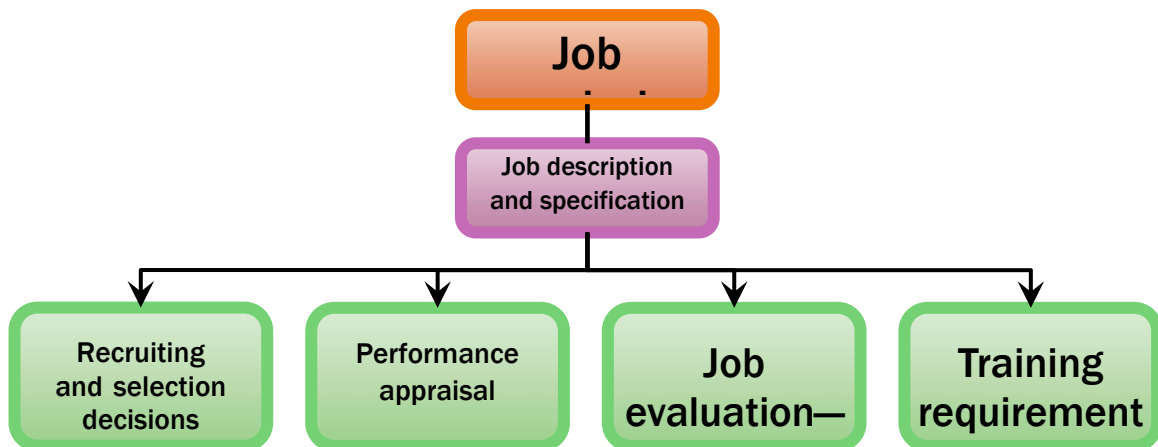 Job
Job description
and specification
Recruiting
and selection
decisions
Performance
appraisal
Job
evaluation—
Training
requirement